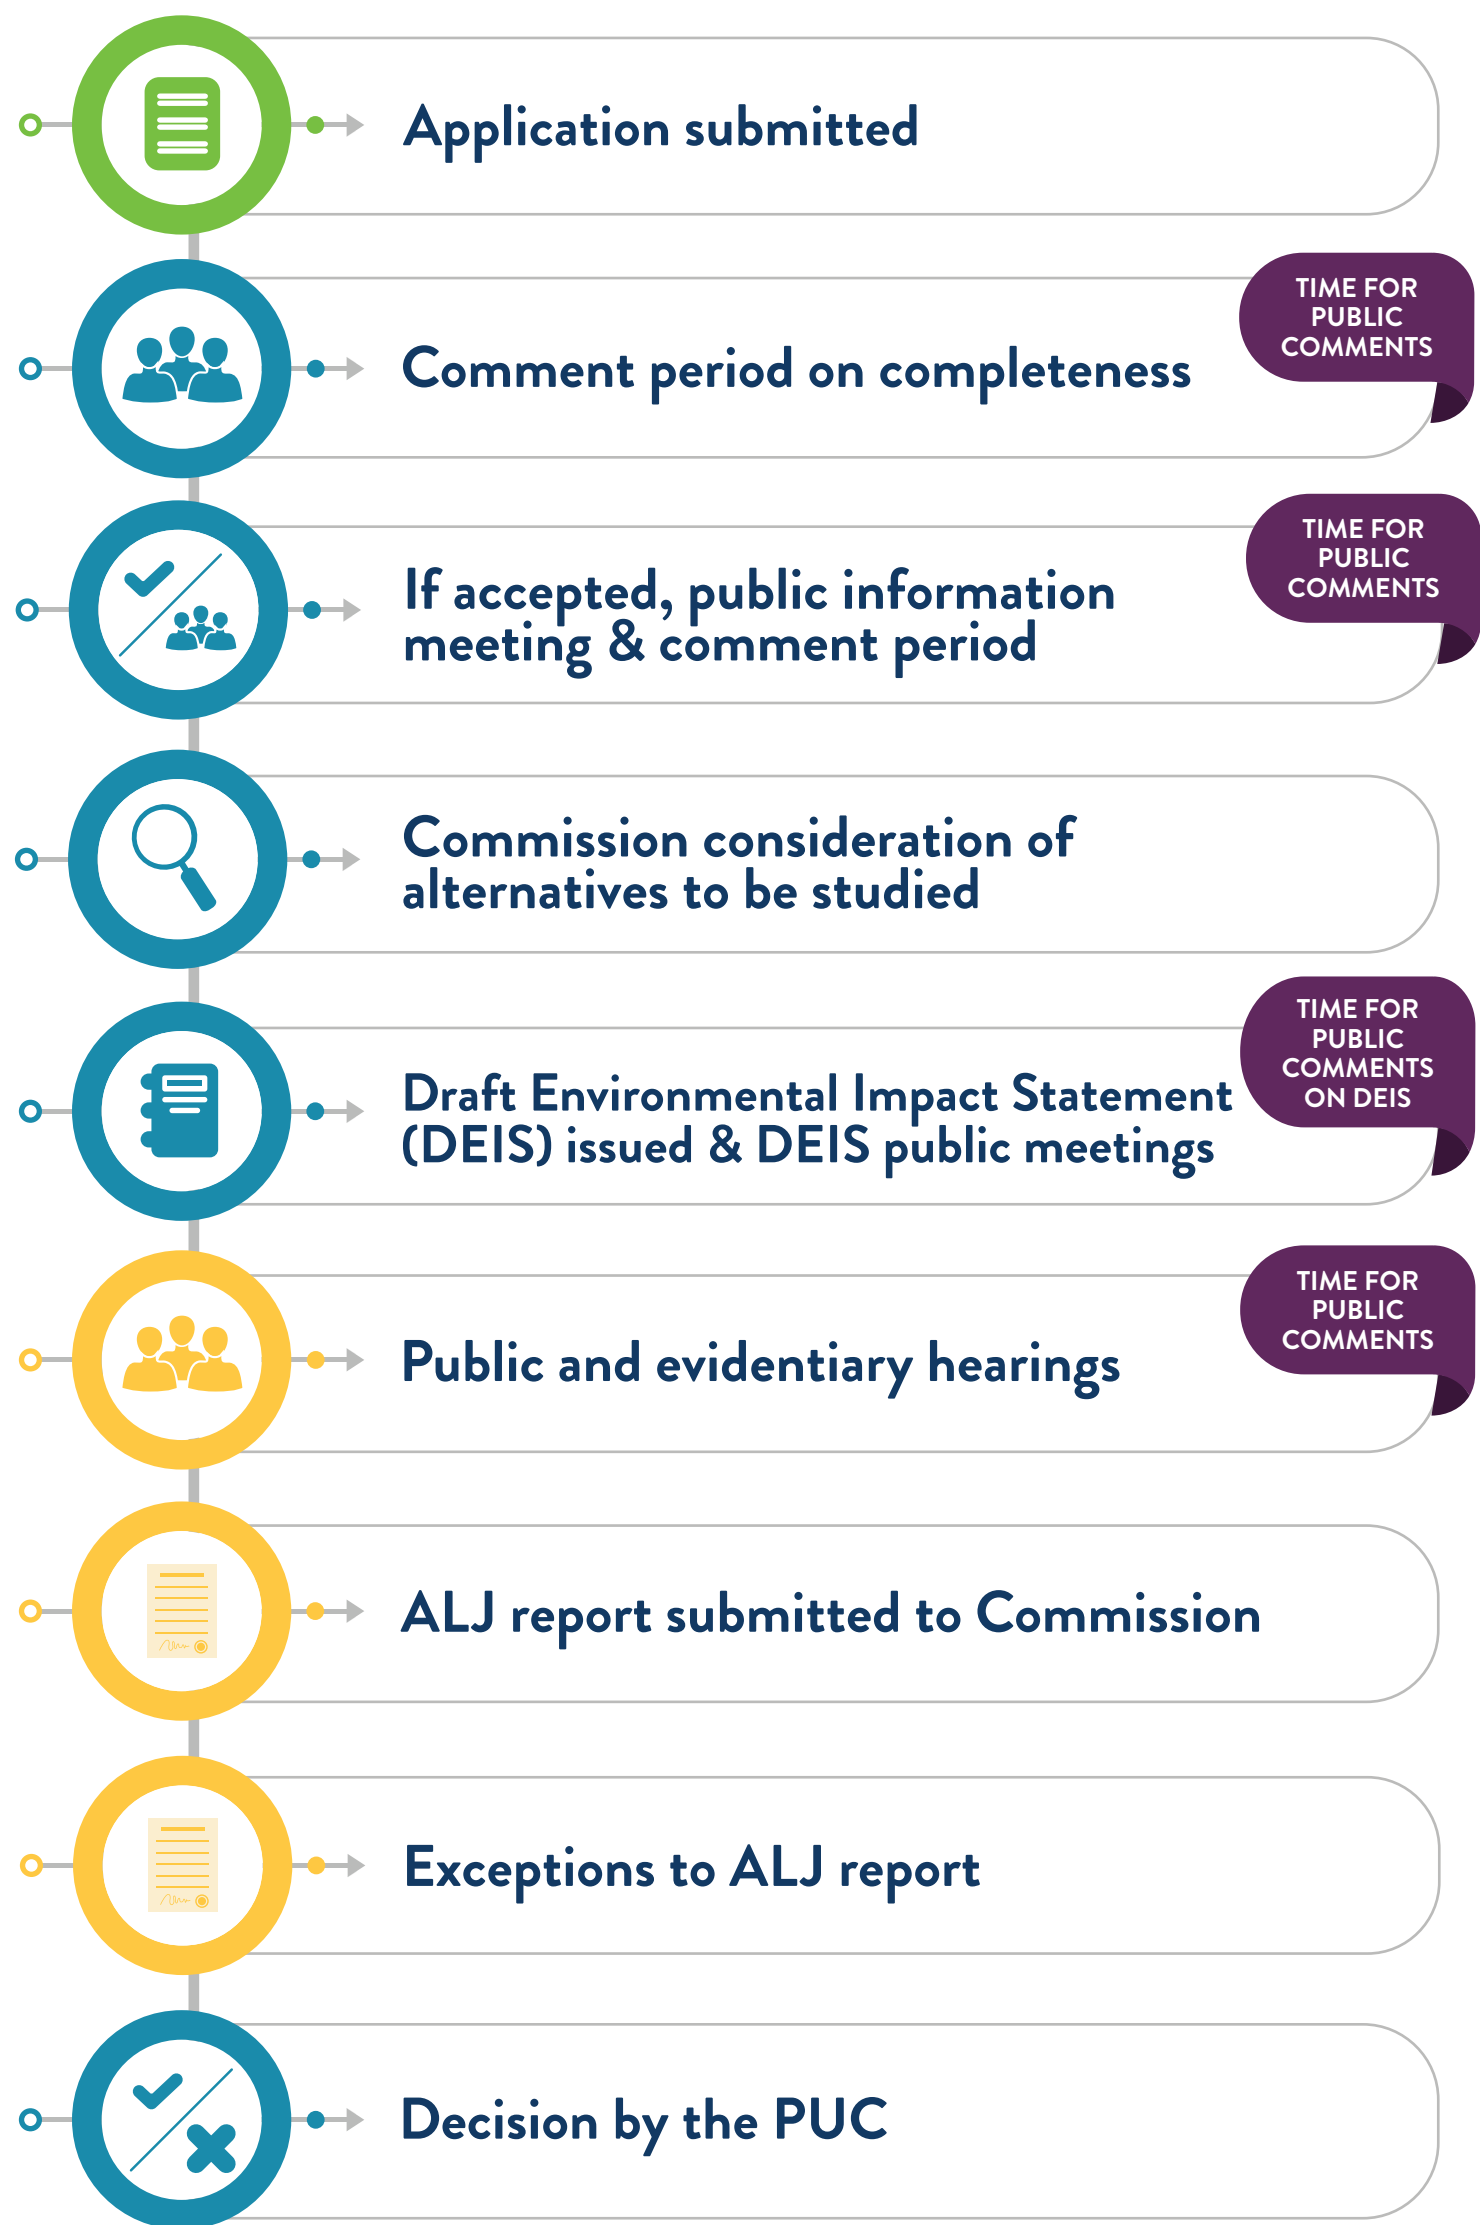 Application submitted
TIME FOR
PUBLIC
COMMENTS
Comment period on completeness
TIME FOR
PUBLIC
COMMENTS
If accepted, public information
meeting & comment period
Commission consideration of
alternatives to be studied
TIME FOR
PUBLIC
COMMENTS
ON DEIS
Draft Environmental Impact Statement
(DEIS) issued & DEIS public meetings
TIME FOR
PUBLIC
COMMENTS
Public and evidentiary hearings
ALJ report submitted to Commission
Exceptions to ALJ report
Decision by the PUC